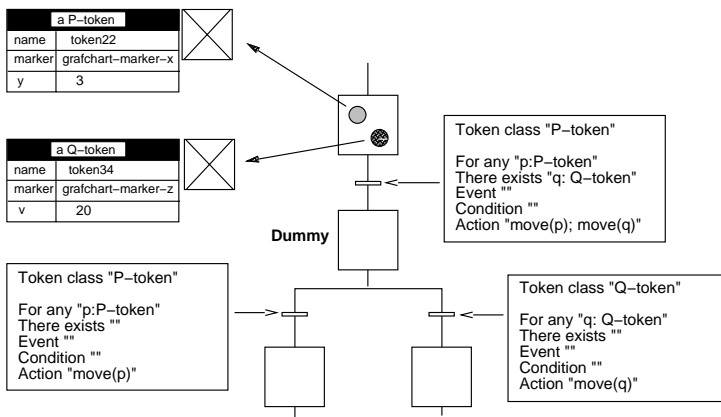 a P–token
name token22
marker grafchart–marker–x
y 3
a Q–token
name token34
marker grafchart–marker–z
v 20
Token class "P–token"
For any "p:P–token"
There exists "q: Q–token"
Event ""
Condition ""
Action "move(p); move(q)"
Dummy
Token class "P–token"
For any "p:P–token"
There exists ""
Event ""
Condition ""
Action "move(p)"
Token class "Q–token"
For any "q: Q–token"
There exists ""
Event ""
Condition ""
Action "move(q)"